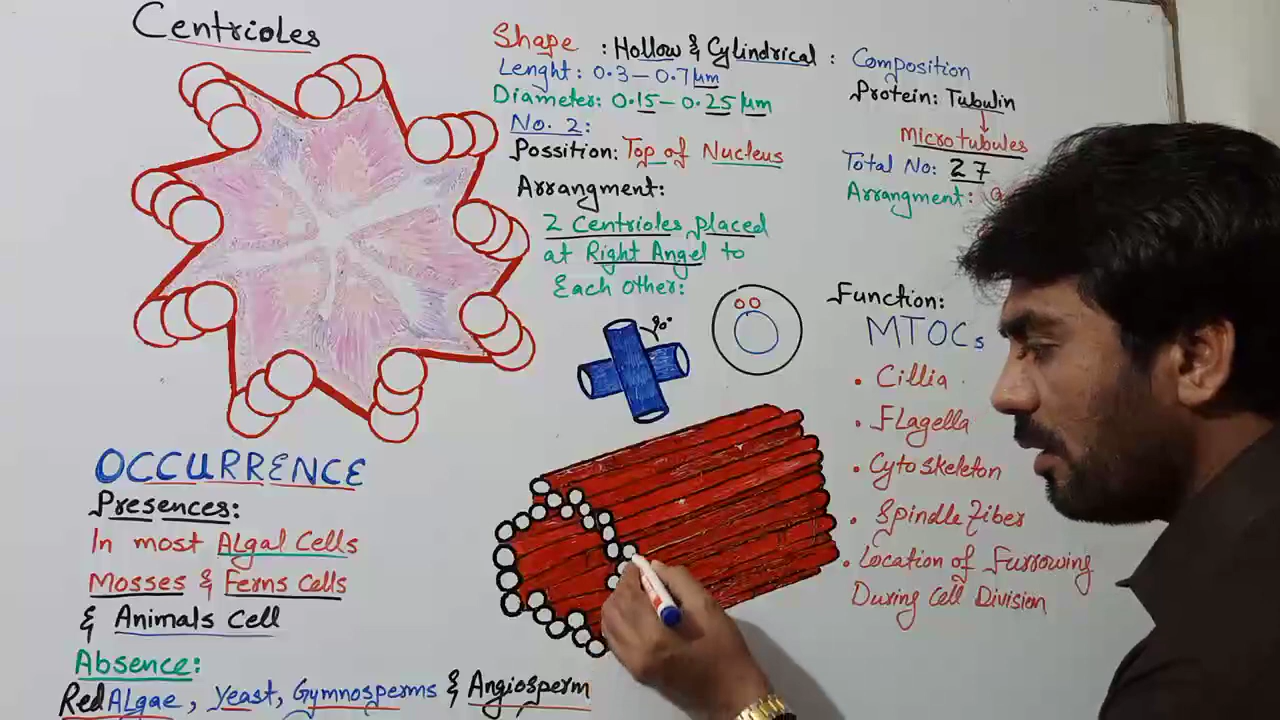 Centrioles
Shape : Hollow & Cylindrical :
Lenght: 0.3 – 0.7 μm
Diameter: 0.15 – 0.25 μm
No. 2:
Possition: Top of Nucleus
Arrangment:
2 Centrioles placed
at Right Angel to
Each other:
90°
Composition
Protein: Tubulin
Microtubules
Total No: 27
Arrangment:
Function:
MTOCs
• Cillia
• Flagella
• Cytoskeleton
• Spindle Fiber
• Location of Furrowing
During Cell Division
OCCURRENCE
Presences:
In most Algal Cells
Mosses & Ferns Cells
& Animals Cell
Absence:
Red Algae, Yeast, Gymnosperms & Angiosperm